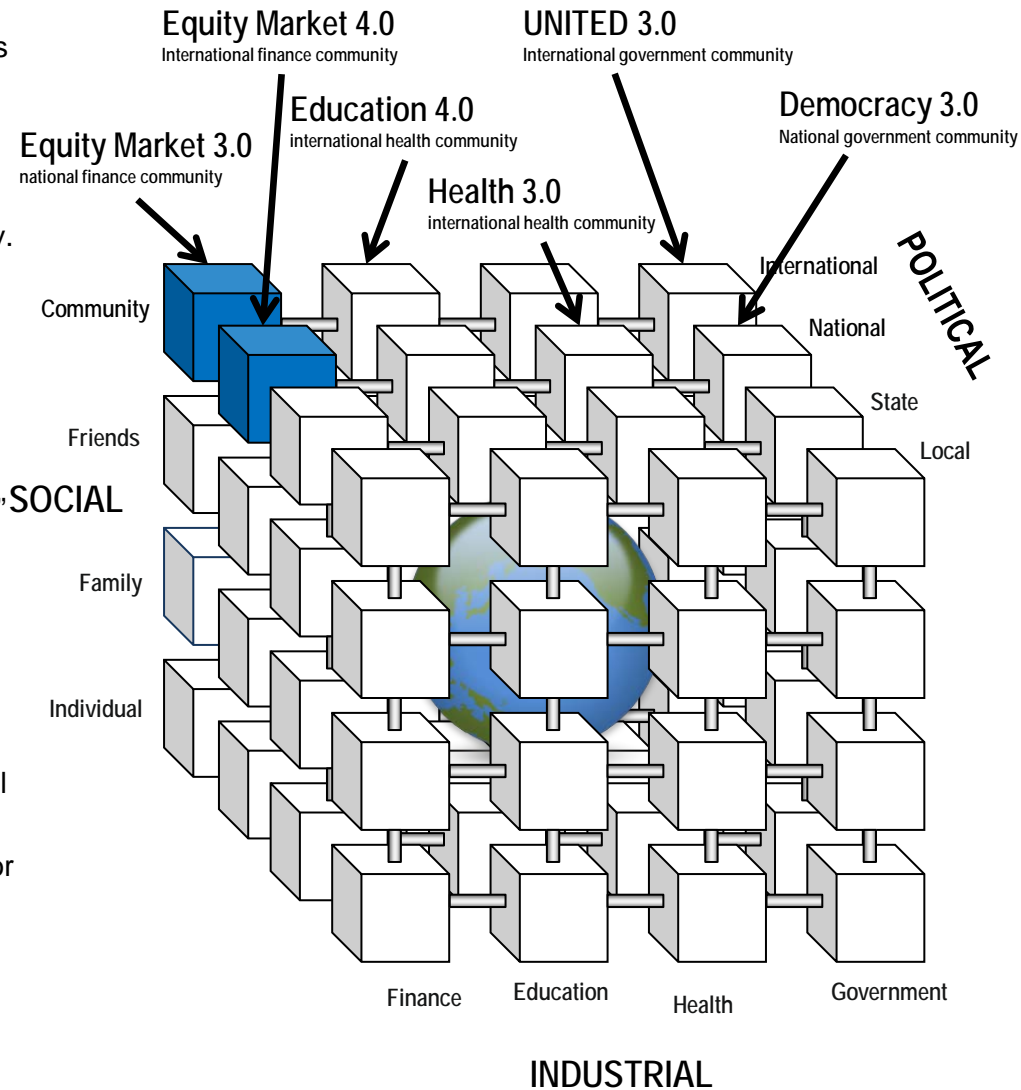 Equity Market 4.0
International finance community
UNITED 3.0
International government community
s
Education 4.0
international health community
Democracy 3.0
National government community
Equity Market 3.0
national finance community
Health 3.0
international health community
y.
POLITICAL
International
Community
National
State
Friends
Local
SOCIAL
Family
Individual
l
or
Finance
Education
Health
Government
INDUSTRIAL